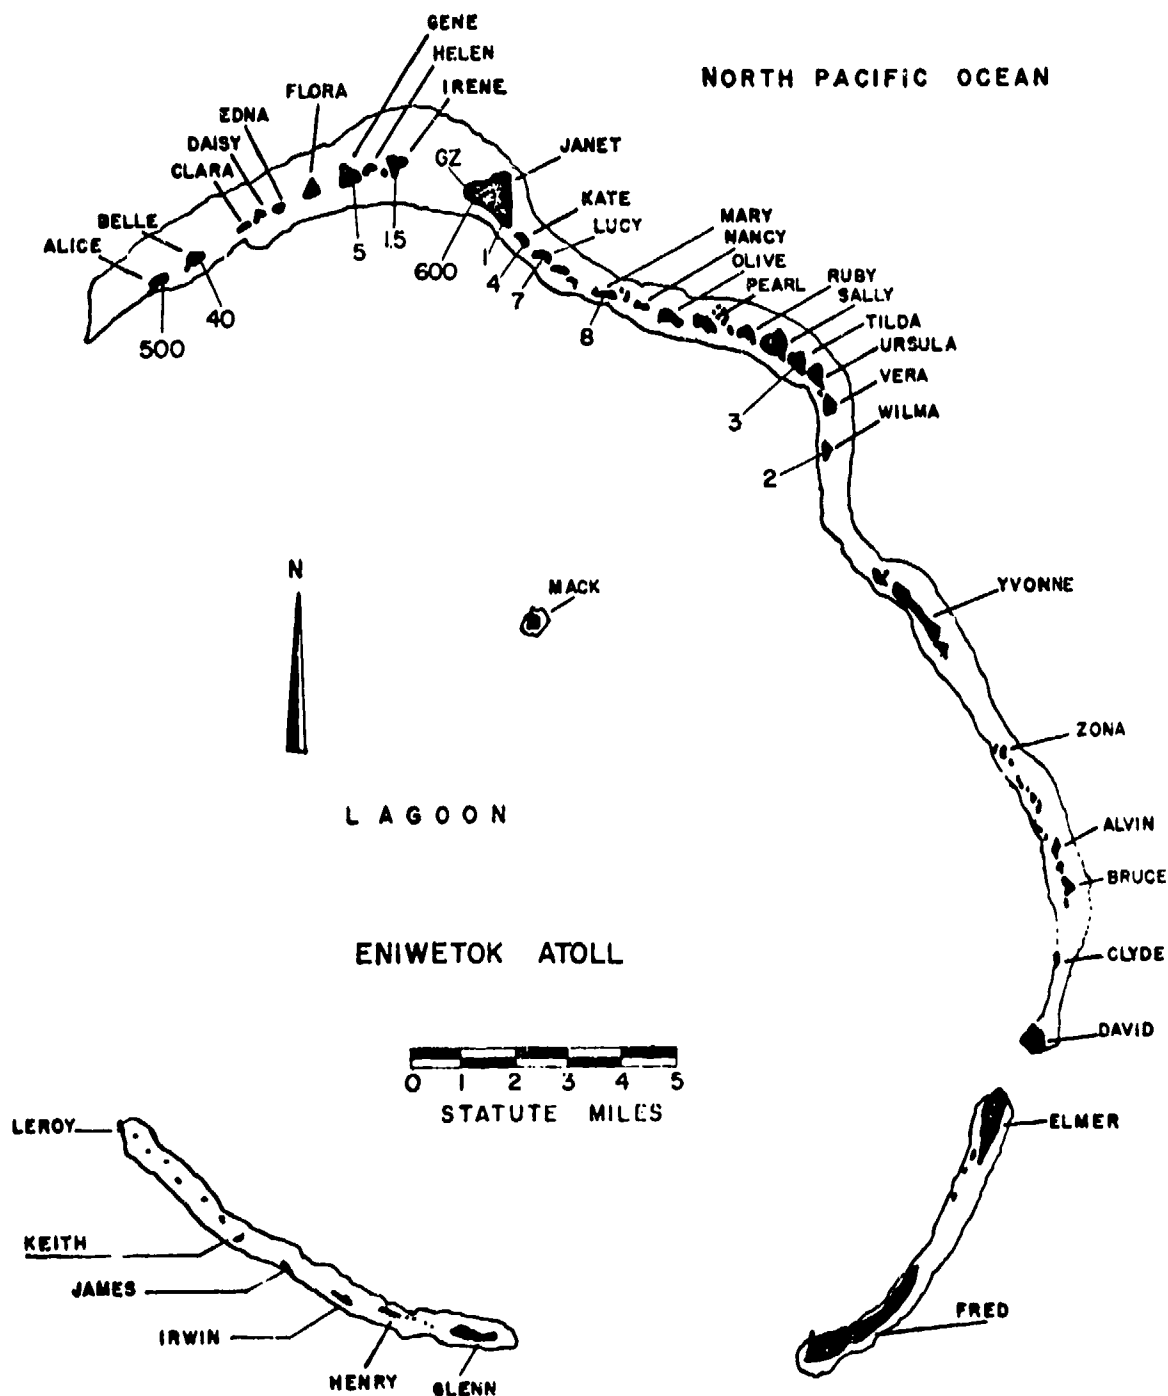 GENE
HELEN
NORTH PACIFIC OCEAN
FLORA
IRENE
EDNA
DAISY
CLARA
GZ
JANET
BELLE
ALICE
KATE
LUCY
MARY
NANCY
OLIVE
PEARL
RUBY
SALLY
TILDA
URSULA
VERA
WILMA
500
40
5
1.5
600
1
4
7
8
3
2
N
MACK
YVONNE
ZONA
LAGOON
ALVIN
BRUCE
ENIWETOK ATOLL
CLYDE
DAVID
0 1 2 3 4 5
STATUTE MILES
LEROY
ELMER
KEITH
JAMES
IRWIN
FRED
HENRY
GLENN